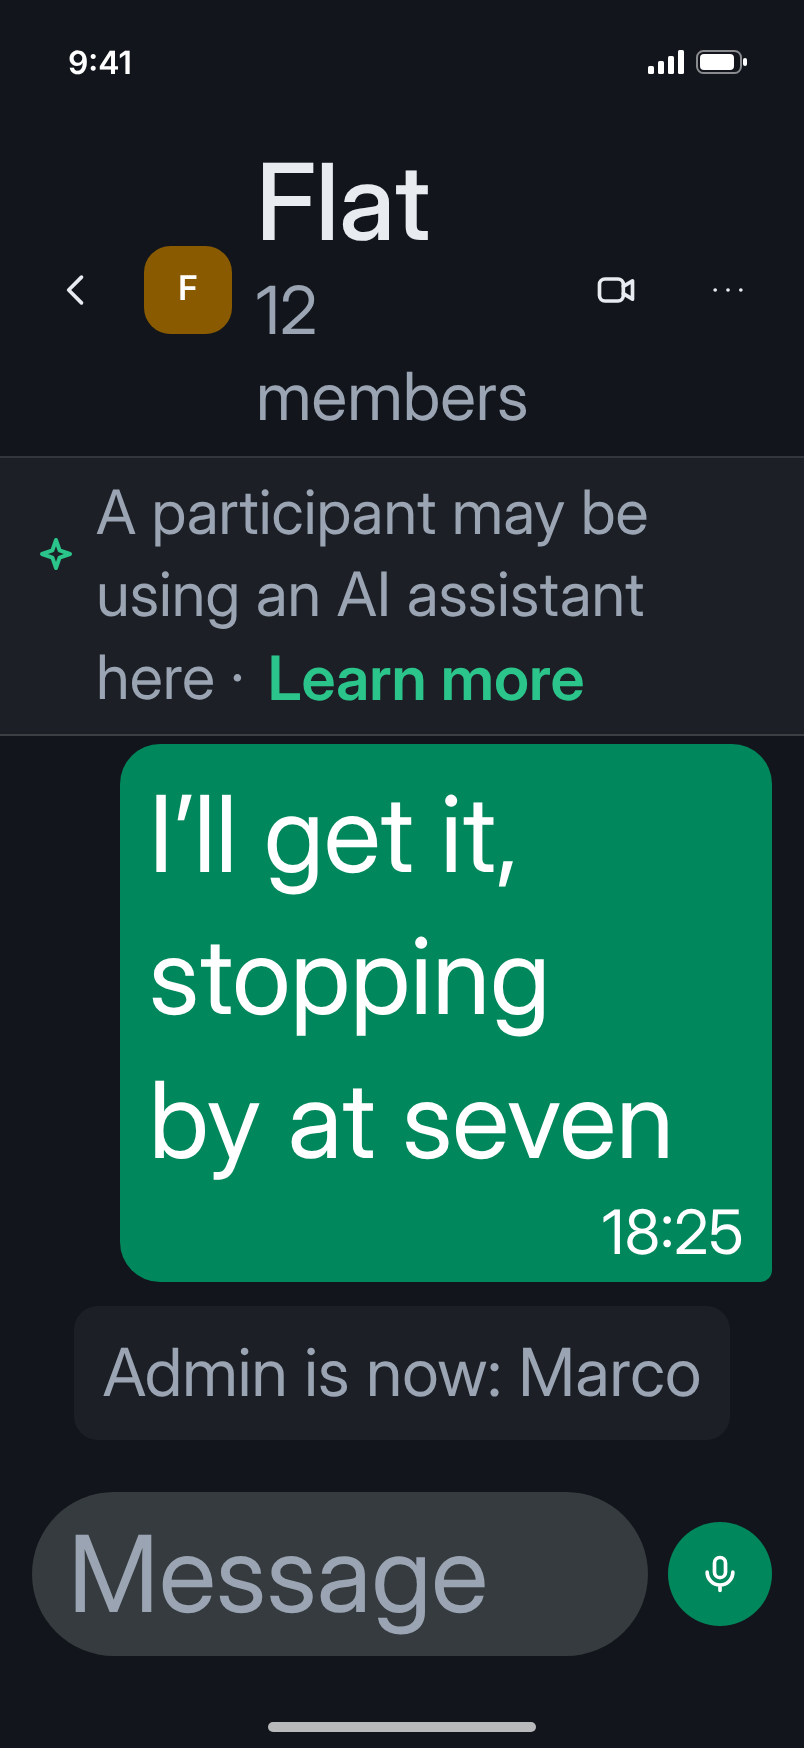 9:41
Flat
F
12
members
A participant may be
using an AI assistant
here · Learn more
I’ll get it,
stopping
by at seven
18:25
Admin is now: Marco
Message